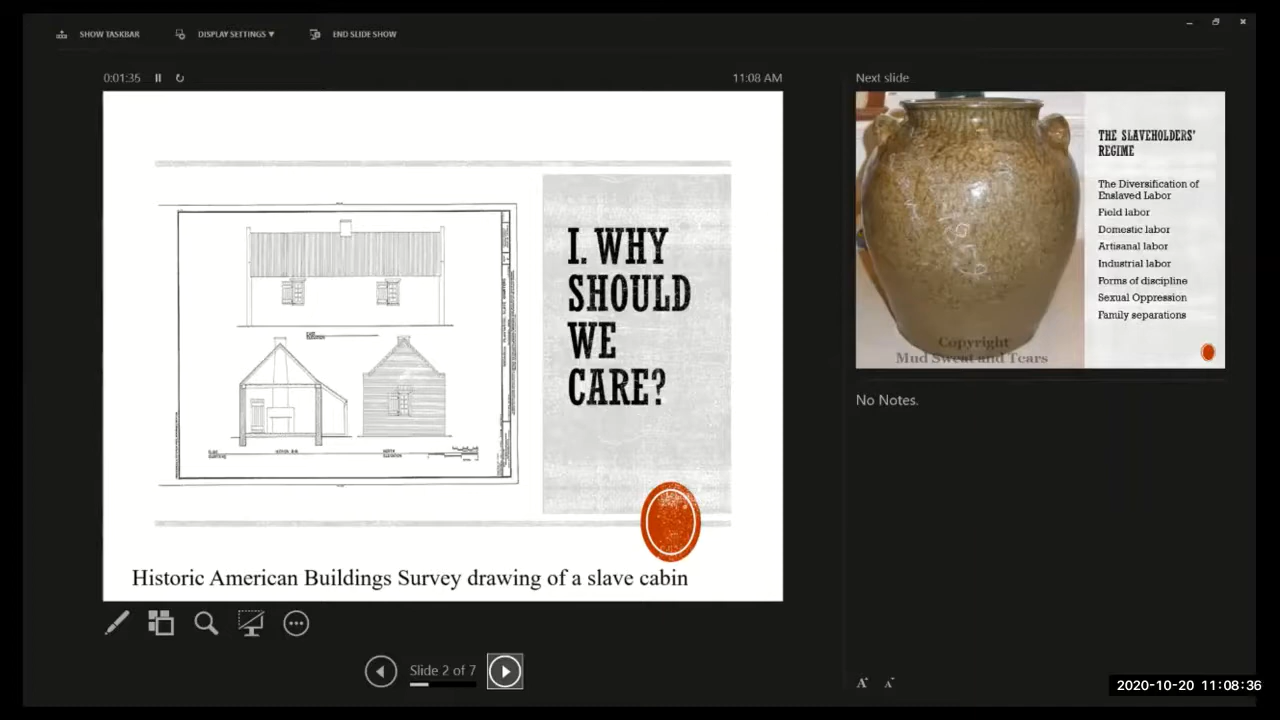 SHOW TASKBAR
DISPLAY SETTINGS ▼
END SLIDE SHOW
0:01:35
11:08 AM
Next slide
I. WHY
SHOULD
WE
CARE?
Historic American Buildings Survey drawing of a slave cabin
THE SLAVEHOLDERS'
REGIME
The Diversification of
Enslaved Labor
Field labor
Domestic labor
Artisanal labor
Industrial labor
Forms of discipline
Sexual Oppression
Family separations
Copyright
Mud Sweat and Tears
No Notes.
Slide 2 of 7
A A
2020-10-20 11:08:36